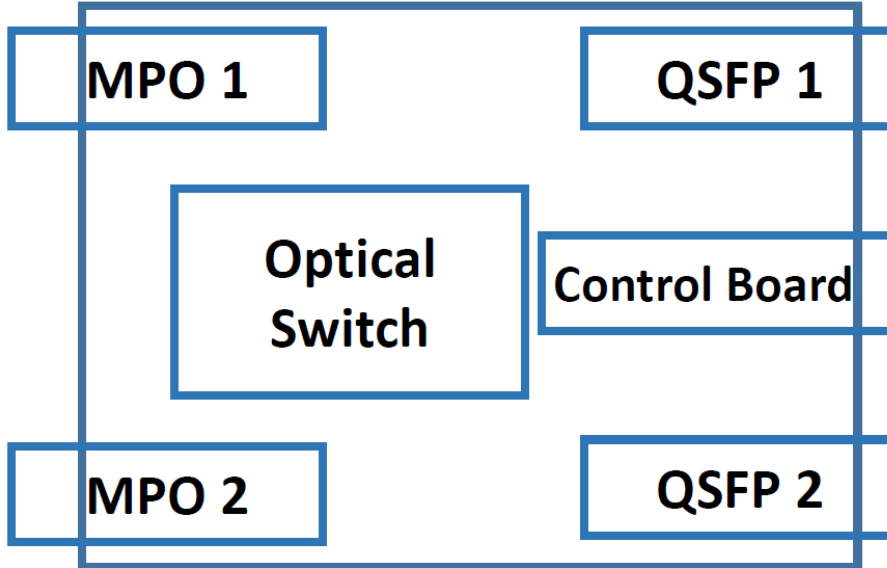 MPO 1
QSFP 1
Optical
Switch
Control Board
MPO 2
QSFP 2